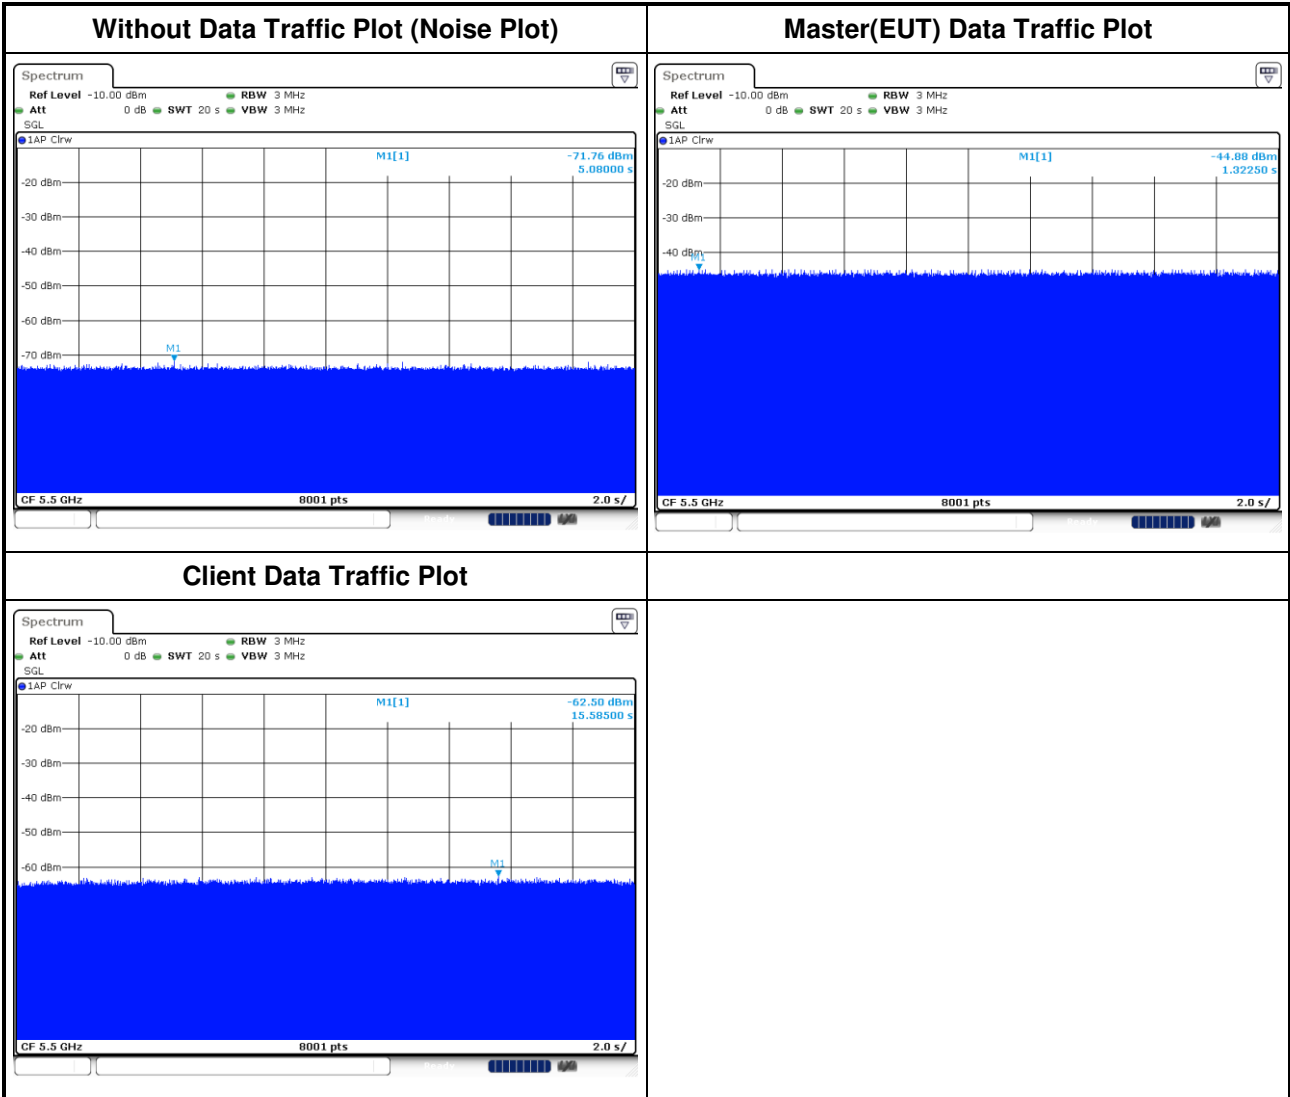 Without Data Traffic Plot (Noise Plot)
Spectrum
Ref Level -10.00 dBm RBW 3 MHz
Att 0 dB SWT 20 s VBW 3 MHz
SGL
1AP Clrw
M1[1] -71.76 dBm
5.08000 s
-20 dBm
-30 dBm
-40 dBm
-50 dBm
-60 dBm
M1
-70 dBm
CF 5.5 GHz 8001 pts 2.0 s/
Ready
Master(EUT) Data Traffic Plot
Spectrum
Ref Level -10.00 dBm RBW 3 MHz
Att 0 dB SWT 20 s VBW 3 MHz
SGL
1AP Clrw
M1[1] -44.88 dBm
1.32250 s
-20 dBm
-30 dBm
-40 dBm
M1
CF 5.5 GHz 8001 pts 2.0 s/
Ready
Client Data Traffic Plot
Spectrum
Ref Level -10.00 dBm RBW 3 MHz
Att 0 dB SWT 20 s VBW 3 MHz
SGL
1AP Clrw
M1[1] -62.50 dBm
15.58500 s
-20 dBm
-30 dBm
-40 dBm
-50 dBm
-60 dBm M1
CF 5.5 GHz 8001 pts 2.0 s/
Ready